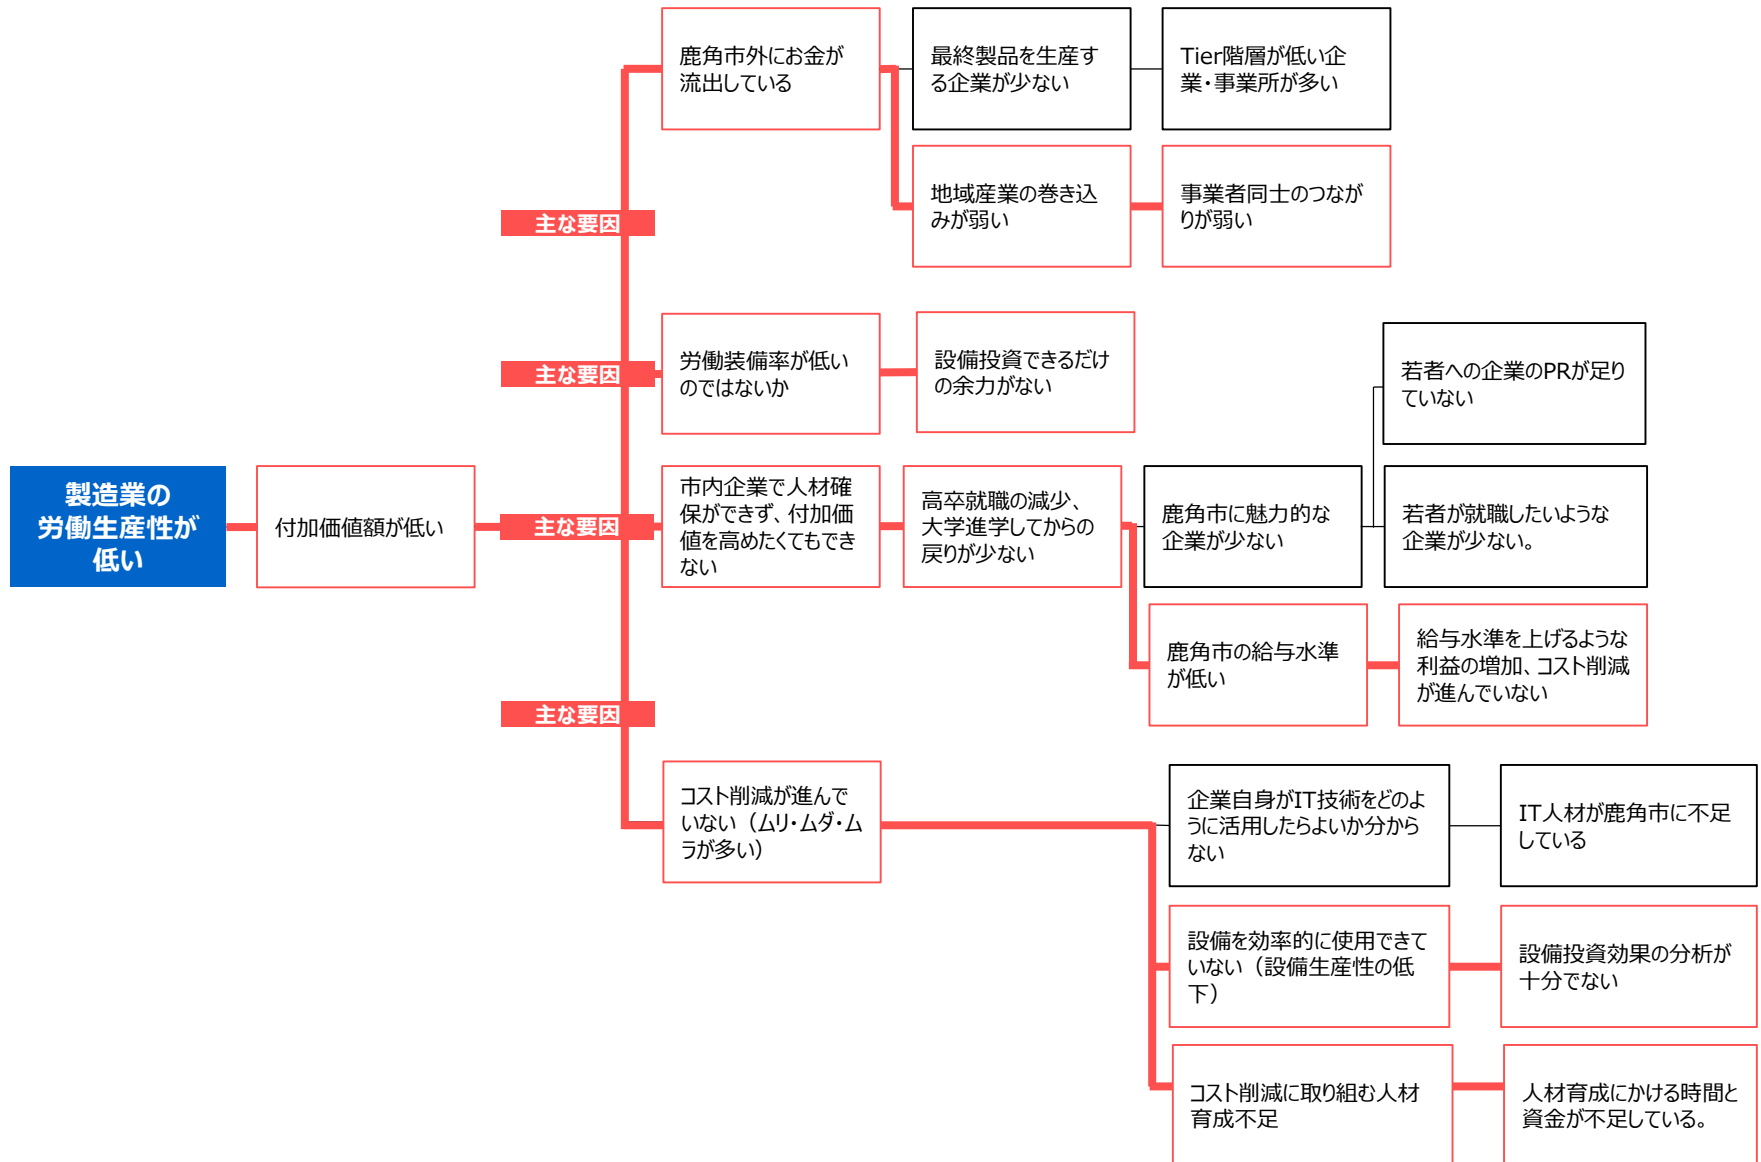 鹿角市外にお金が
流出している
最終製品を生産す
る企業が少ない
Tier階層が低い企
業・事業所が多い
地域産業の巻き込
みが弱い
事業者同士のつなが
りが弱い
主な要因
労働装備率が低い
のではないか
設備投資できるだけ
の余力がない
主な要因
若者への企業のPRが足り
ていない
製造業の
労働生産性が
低い
付加価値額が低い
主な要因
市内企業で人材確
保ができず、付加価
値を高めたくてもでき
ない
高卒就職の減少、
大学進学してからの
戻りが少ない
鹿角市に魅力的な
企業が少ない
若者が就職したいような
企業が少ない。
鹿角市の給与水準
が低い
給与水準を上げるような
利益の増加、コスト削減
が進んでいない
主な要因
コスト削減が進んで
いない（ムリ・ムダ・ム
ラが多い）
企業自身がIT技術をどのよ
うに活用したらよいか分から
ない
IT人材が鹿角市に不足
している
設備を効率的に使用できて
いない（設備生産性の低
下）
設備投資効果の分析が
十分でない
コスト削減に取り組む人材
育成不足
人材育成にかける時間と
資金が不足している。